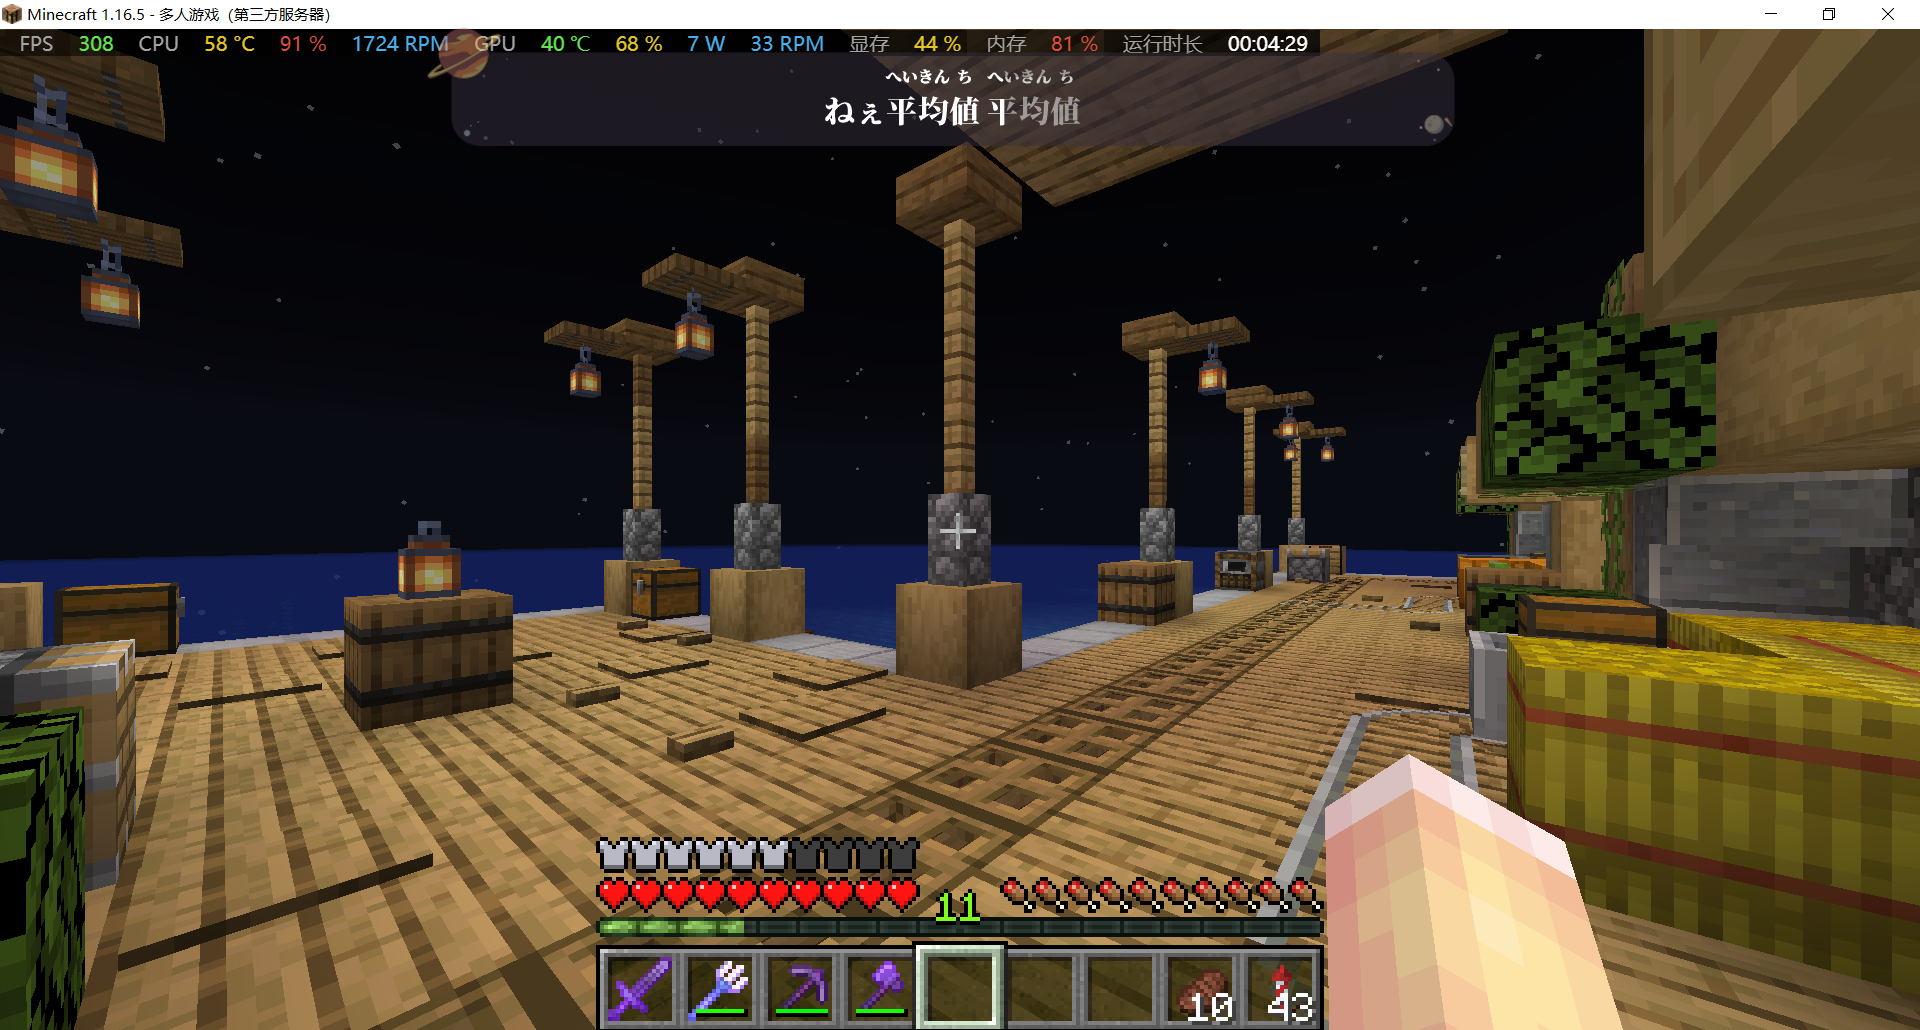 Minecraft 1.16.5 - 多人游戏（第三方服务器）
FPS 308 CPU 58 °C 91 % 1724 RPM GPU 40 °C 68 % 7 W 33 RPM 显存 44 % 内存 81 % 运行时长 00:04:29
へいきん ち へいきん ち
ねぇ平均値 平均値
11
10 43